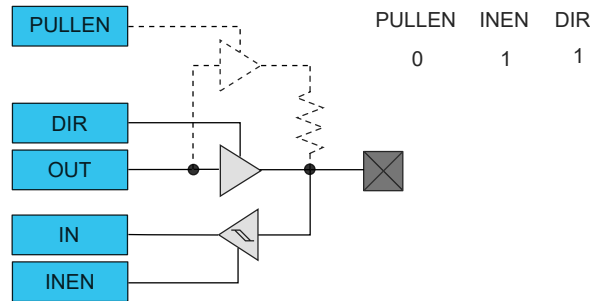 PULLEN
PULLEN INEN DIR
0 1 1
DIR
OUT
IN
INEN